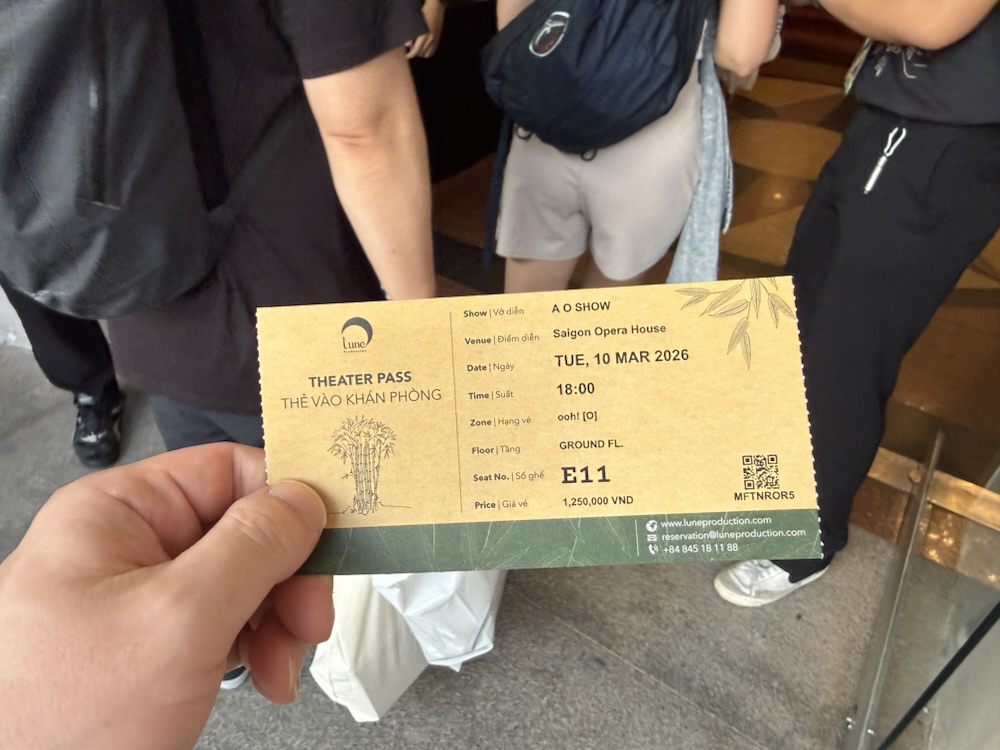 Lune
Production
THEATER PASS
THẺ VÀO KHÁN PHÒNG
Show | Vở diễn A O SHOW
Venue | Điểm diễn Saigon Opera House
Date | Ngày TUE, 10 MAR 2026
Time | Suất 18:00
Zone | Hạng vé ooh! [O]
Floor | Tầng GROUND FL.
Seat No. | Số ghế E11
Price | Giá vé 1,250,000 VND
MFTNROR5
www.luneproduction.com
reservation@luneproduction.com
+84 845 18 11 88